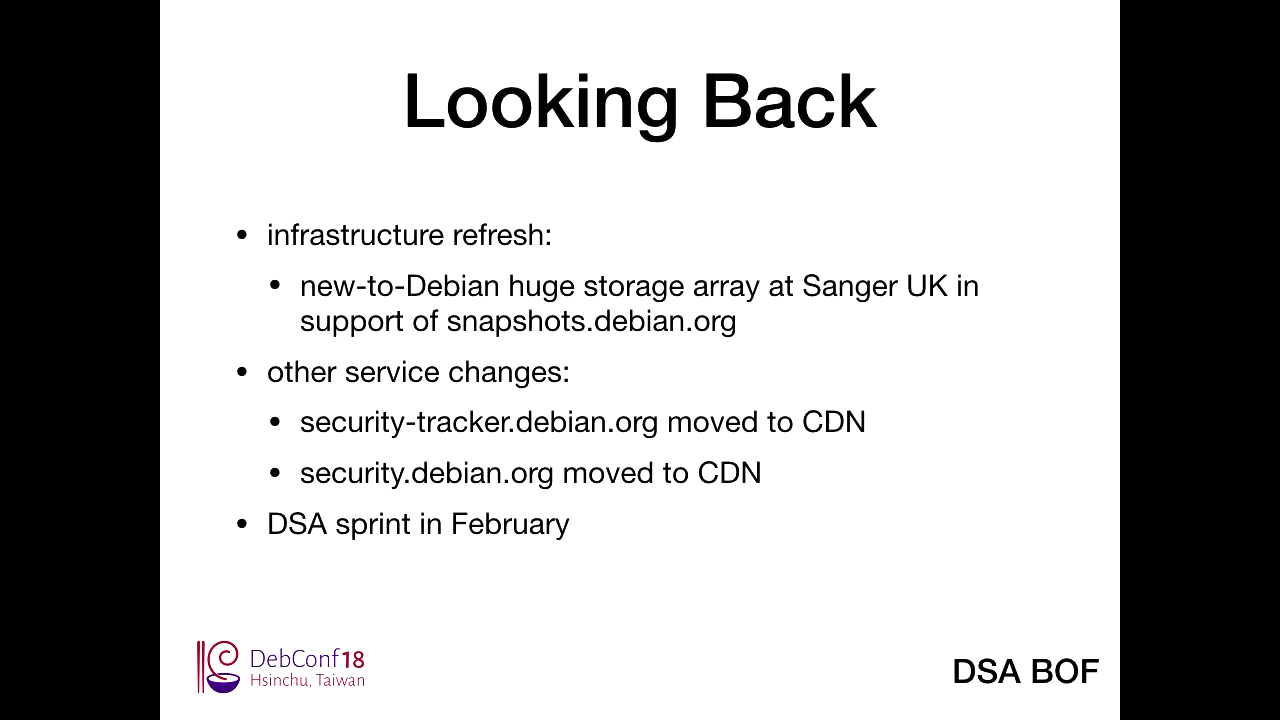 Looking Back
• infrastructure refresh:
• new-to-Debian huge storage array at Sanger UK in
support of snapshots.debian.org
• other service changes:
• security-tracker.debian.org moved to CDN
• security.debian.org moved to CDN
• DSA sprint in February
DebConf18
Hsinchu, Taiwan
DSA BOF